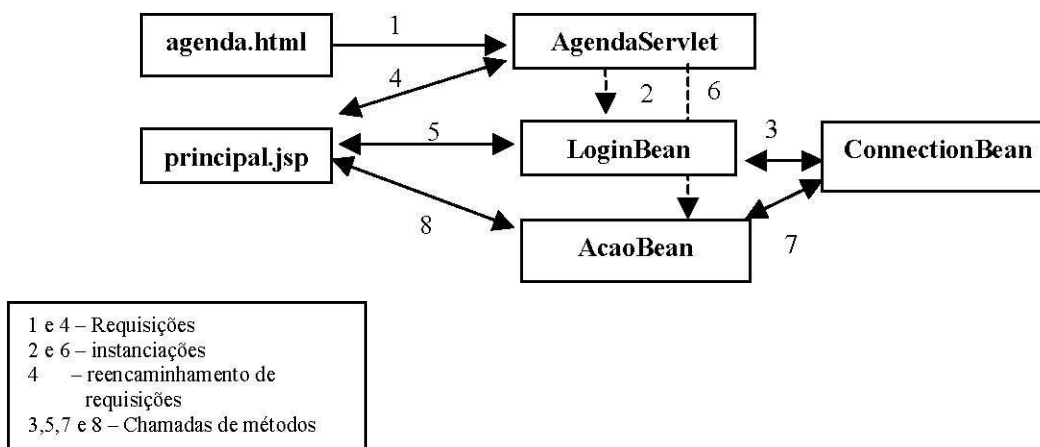 agenda.html
1
AgendaServlet
4
2
6
principal.jsp
5
LoginBean
3
ConnectionBean
8
AcaoBean
7
1 e 4 – Requisições
2 e 6 – instanciações
4 – reencaminhamento de
requisições
3,5,7 e 8 – Chamadas de métodos